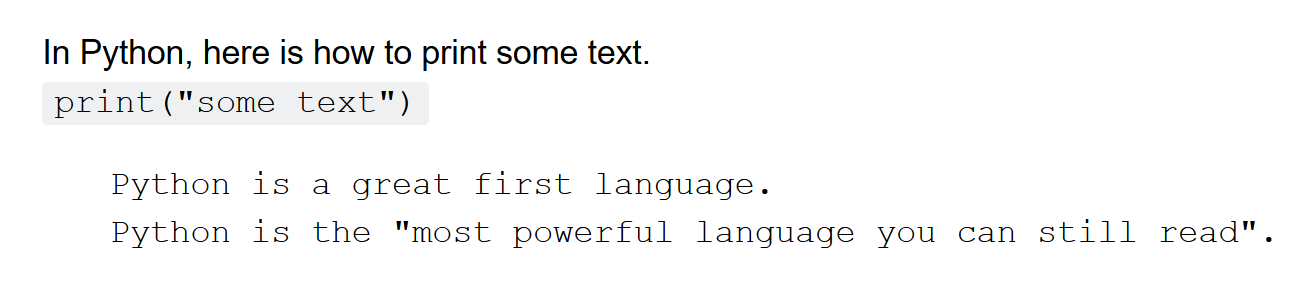 In Python, here is how to print some text.
print("some text")
Python is a great first language.
Python is the "most powerful language you can still read".